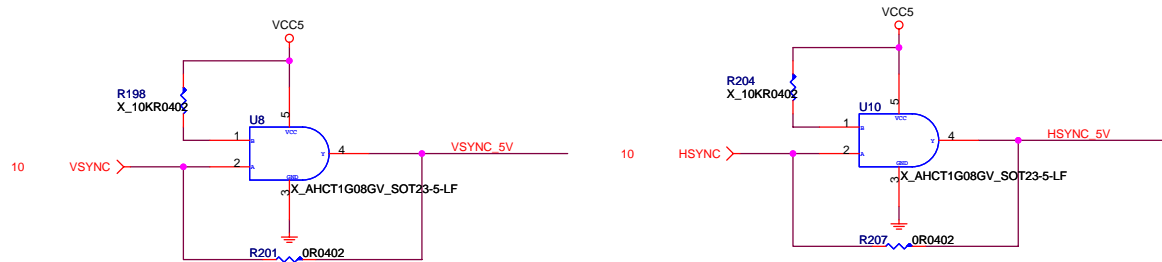 VCC5
R198
X_10KR0402
U8
5
VCC
1
B
2
A
Y
4
GND
3
X_AHCT1G08GV_SOT23-5-LF
10
VSYNC
VSYNC_5V
R201
0R0402
VCC5
R204
X_10KR0402
U10
5
VCC
1
B
2
A
Y
4
GND
3
X_AHCT1G08GV_SOT23-5-LF
10
HSYNC
HSYNC_5V
R207
0R0402